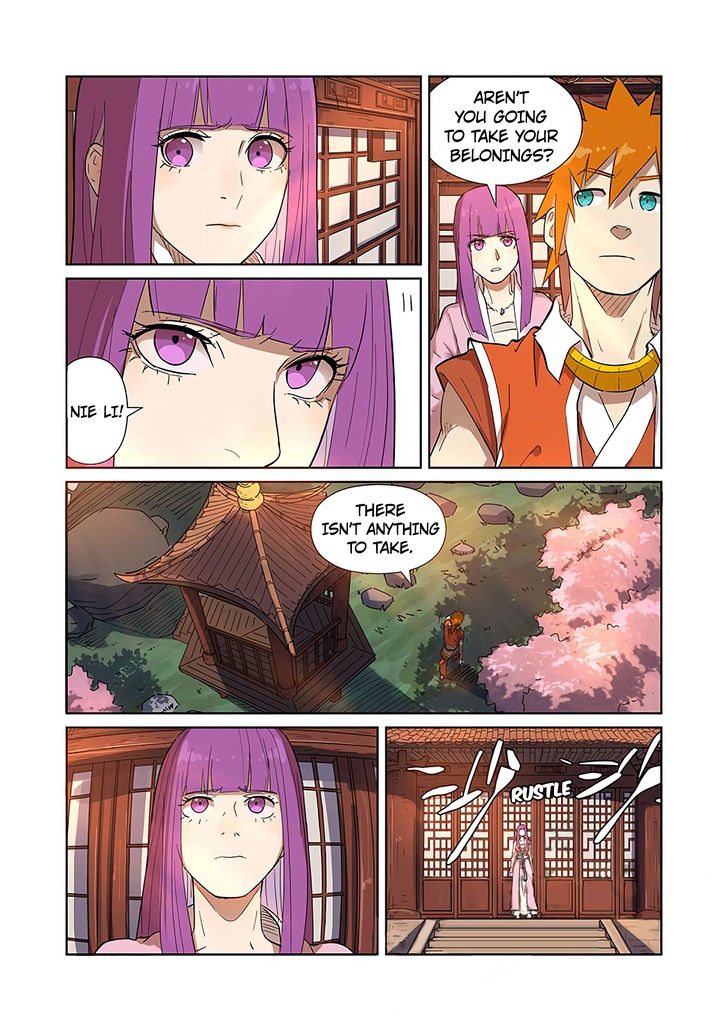 AREN'T
YOU GOING
TO TAKE YOUR
BELONINGS?
NIE LI!
THERE
ISN'T ANYTHING
TO TAKE.
RUSTLE